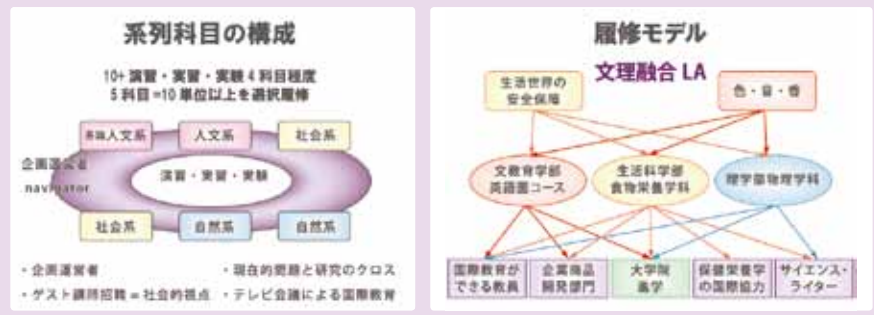 系列科目の構成
10+ 演習・実習・実験 4 科目程度
5 科目 =10 単位以上を選択履修
人文系
人文系
社会系
企画運営者
navigator
演習・実習・実験
社会系
自然系
自然系
・企画運営者
・現在的問題と研究のクロス
・ゲスト講師招聘 = 社会的視点
・テレビ会議による国際教育
履修モデル
文理融合 LA
生活世界の
安全保障
色・音・香
文教育学部
英語圏コース
生活科学部
食物栄養学科
理学部物理学科
国際教育が
できる教員
企業商品
開発部門
大学院
進学
保健栄養学
の国際協力
サイエンス・
ライター